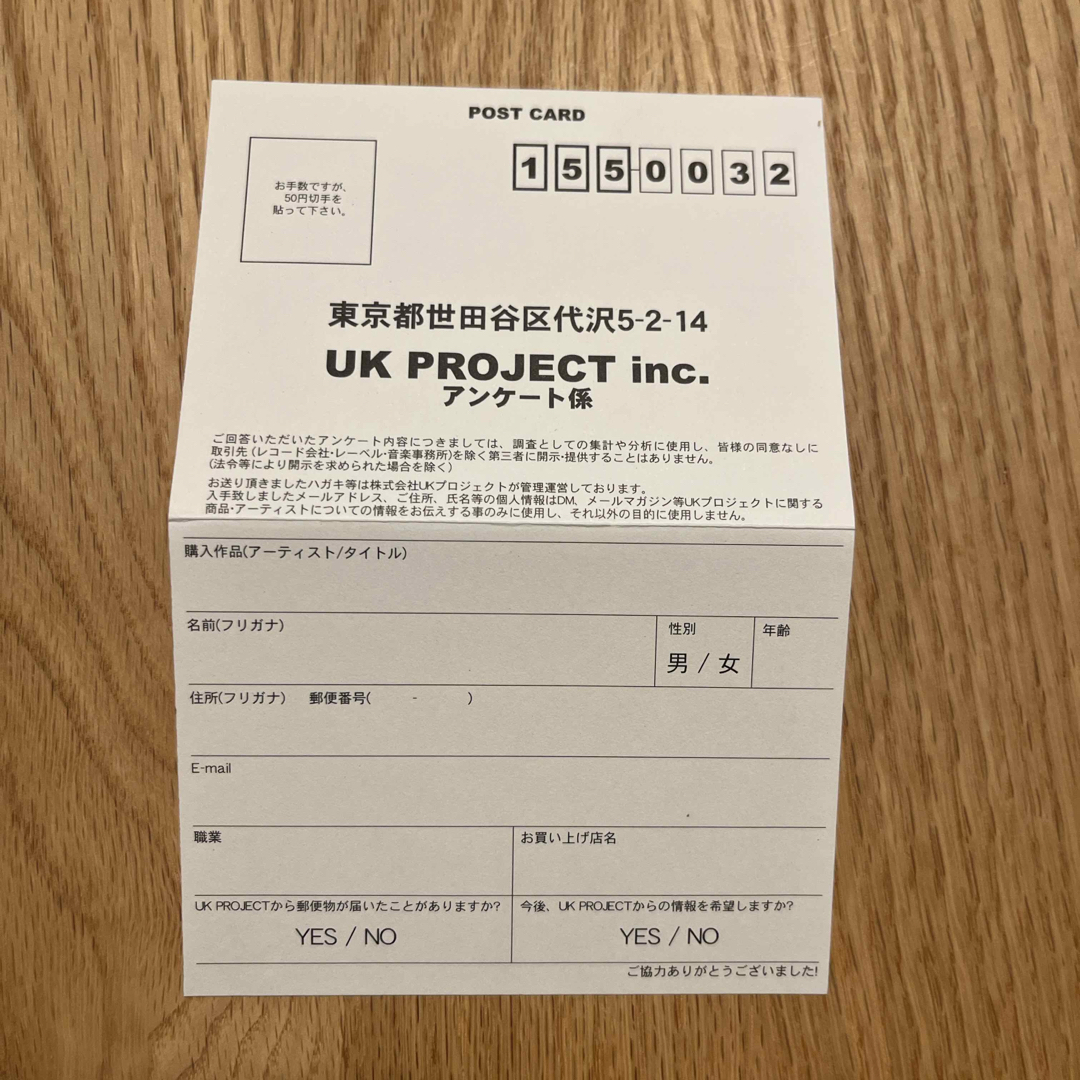 POST CARD
お手数ですが、
50円切手を
貼って下さい。
155-0032
東京都世田谷区代沢5-2-14
UK PROJECT inc.
アンケート係
ご回答いただいたアンケート内容につきましては、調査としての集計や分析に使用し、皆様の同意なしに
取引先 (レコード会社・レーベル・音楽事務所)を除く第三者に開示・提供することはありません。
(法令等により開示を求められた場合を除く)
お送り頂きましたハガキ等は株式会社UKプロジェクトが管理運営しております。
入手致しましたメールアドレス、ご住所、氏名等の個人情報はDM、メールマガジン等UKプロジェクトに関する
商品・アーティストについての情報をお伝えする事のみに使用し、それ以外の目的に使用しません。
購入作品(アーティスト/タイトル)
名前(フリガナ)
性別
男 / 女
年齢
住所(フリガナ) 郵便番号( - )
E-mail
職業
お買い上げ店名
UK PROJECTから郵便物が届いたことがありますか?
YES / NO
今後、UK PROJECTからの情報を希望しますか?
YES / NO
ご協力ありがとうございました!